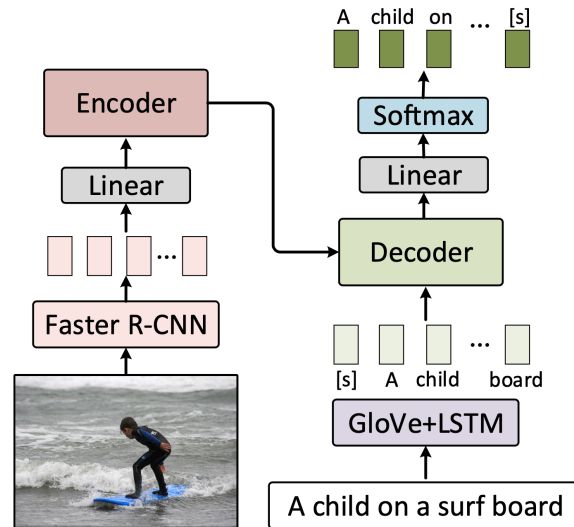 A child on ... [s]
Encoder
Softmax
Linear
Linear
Decoder
...
Faster R-CNN
...
[s] A child board
GloVe+LSTM
A child on a surf board